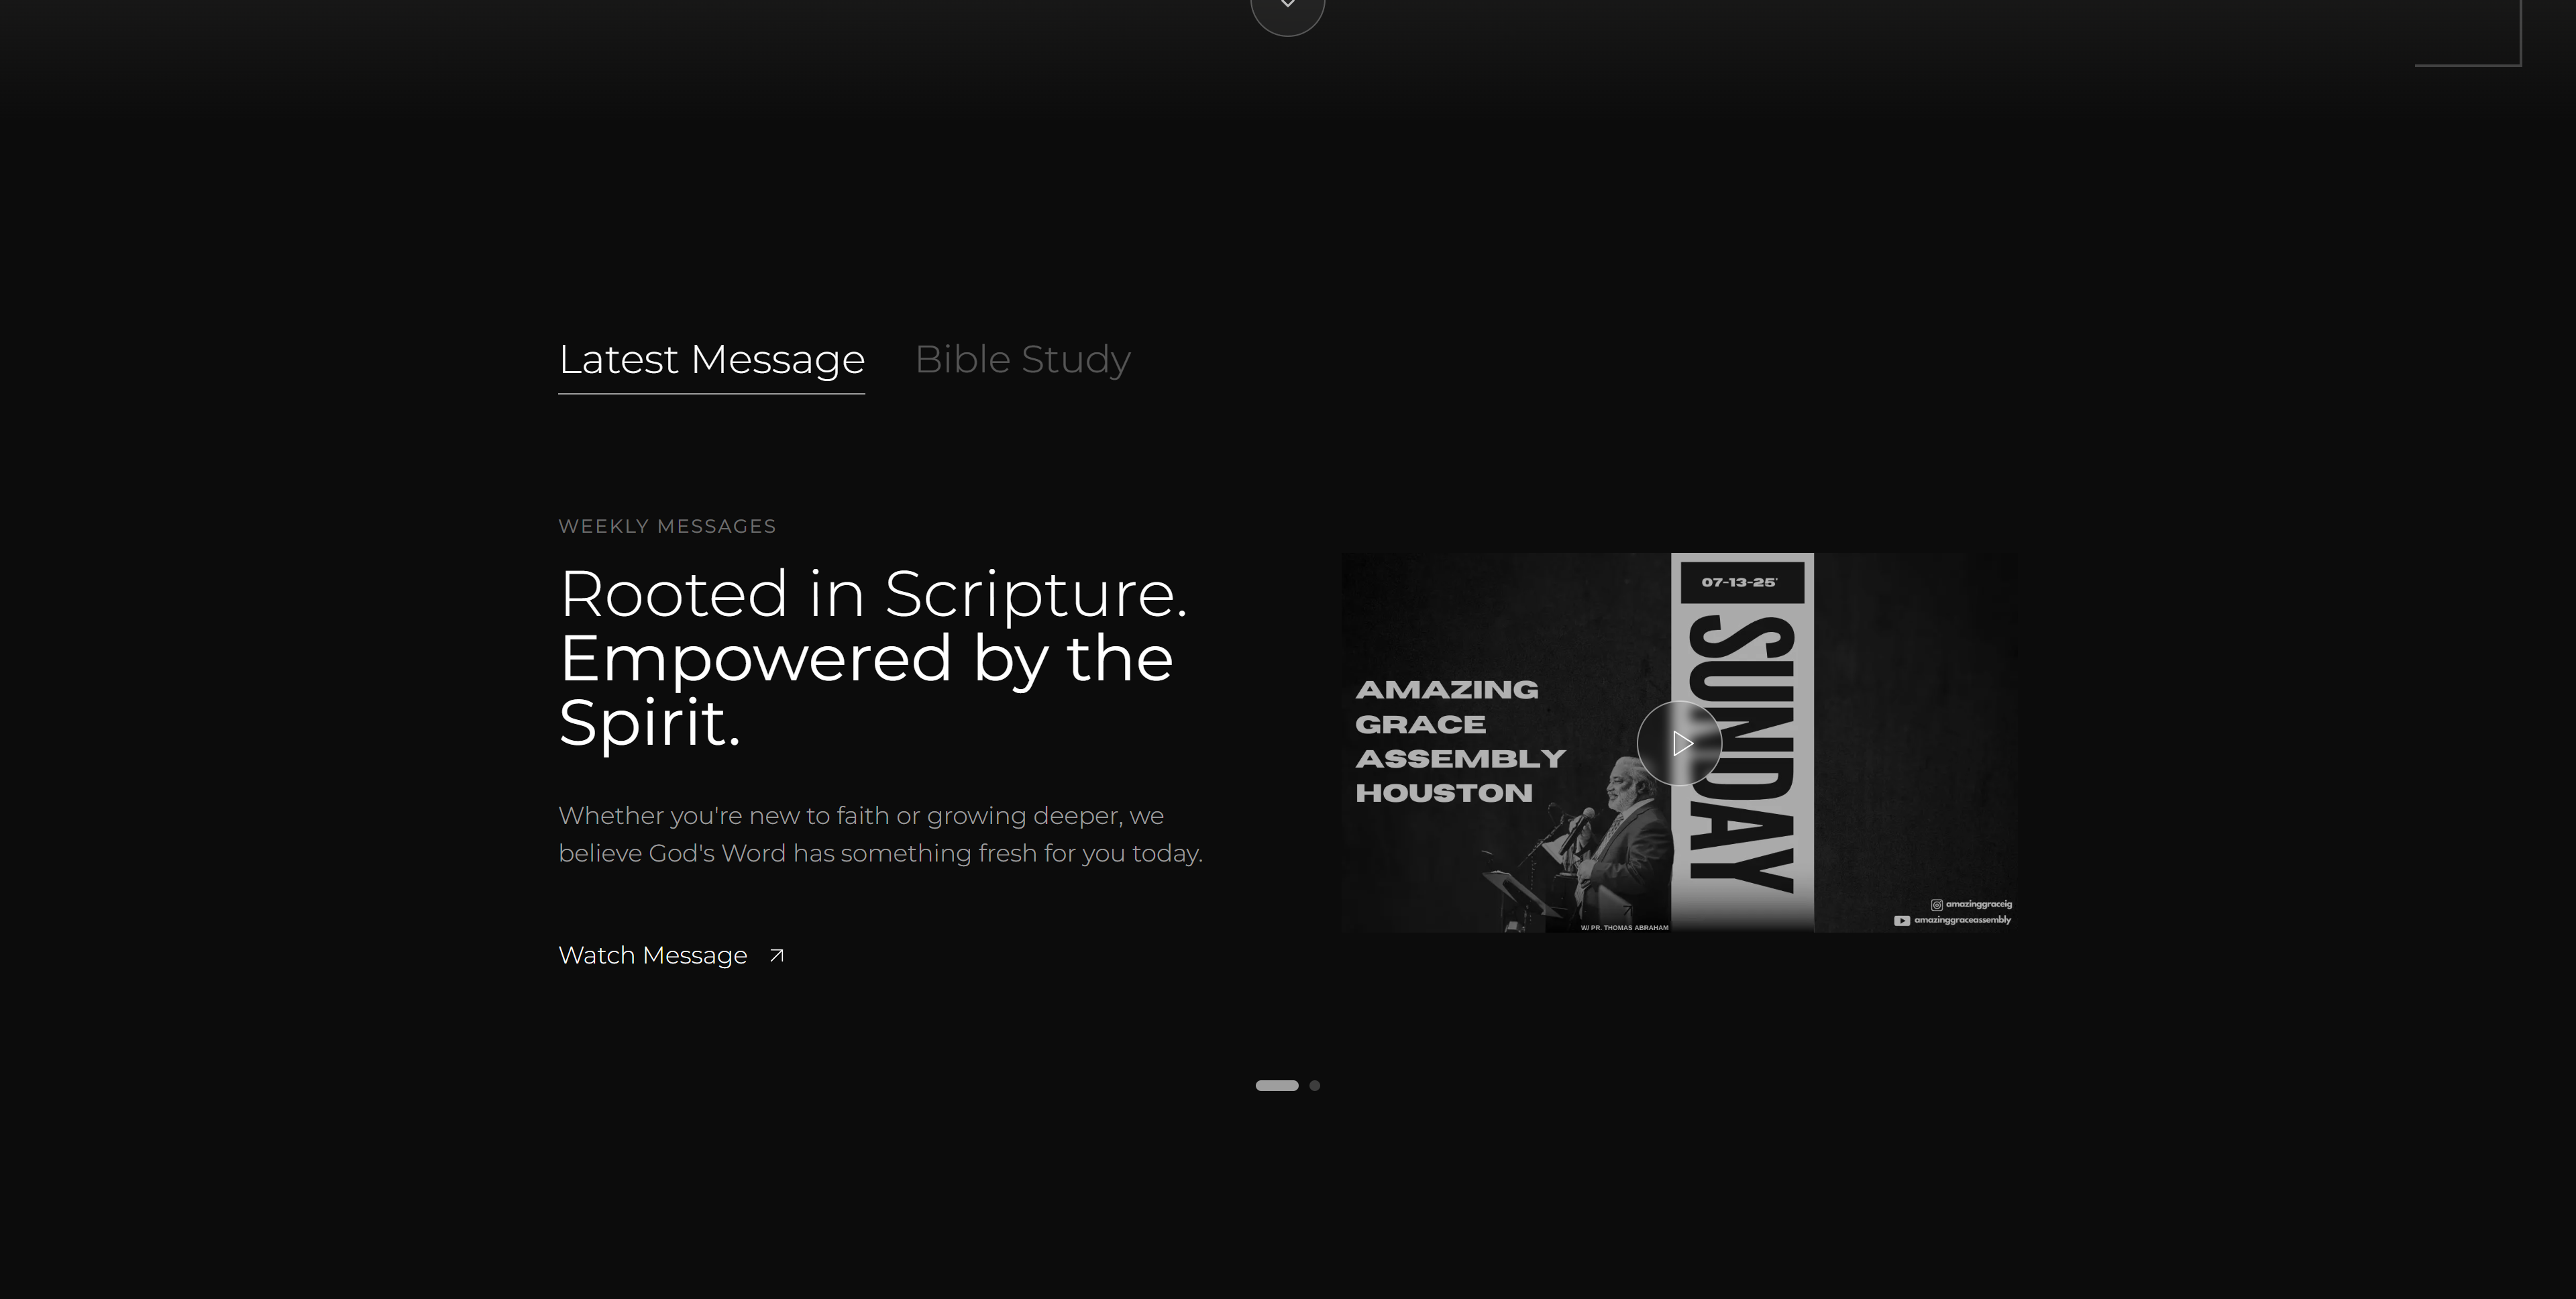 Latest Message
Bible Study
WEEKLY MESSAGES
Rooted in Scripture.
Empowered by the
Spirit.
Whether you're new to faith or growing deeper, we
believe God's Word has something fresh for you today.
Watch Message
07-13-25'
SUNDAY
AMAZING
GRACE
ASSEMBLY
HOUSTON
W/ PR. THOMAS ABRAHAM
amazinggraceig
amazinggraceassembly